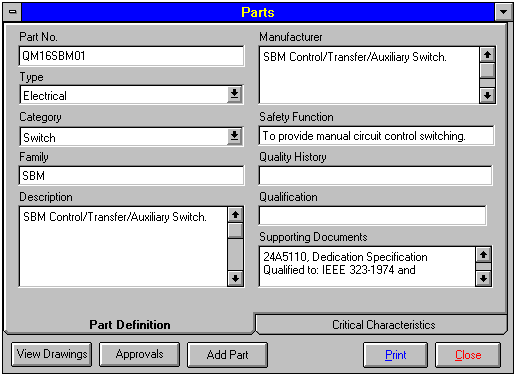 Parts
Part No.
QM16SBM01
Type
Electrical
Category
Switch
Family
SBM
Description
SBM Control/Transfer/Auxiliary Switch.
Manufacturer
SBM Control/Transfer/Auxiliary Switch.
Safety Function
To provide manual circuit control switching.
Quality History
Qualification
Supporting Documents
24A5110, Dedication Specification
Qualified to: IEEE 323-1974 and
Part Definition
Critical Characteristics
View Drawings
Approvals
Add Part
Print
Close